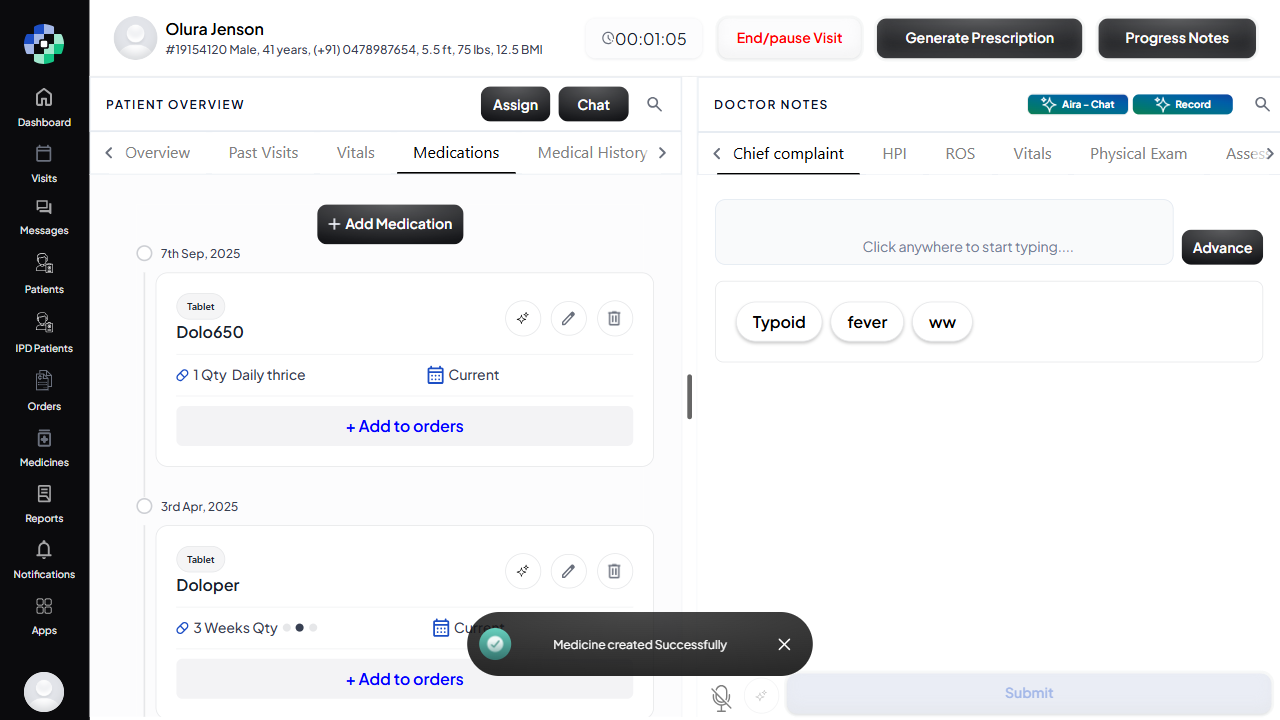 Olura Jenson
#19154120 Male, 41 years, (+91) 0478987654, 5.5 ft, 75 lbs, 12.5 BMI
00:01:05
End/pause Visit
Generate Prescription
Progress Notes
Dashboard
Visits
Messages
Patients
IPD Patients
Orders
Medicines
Reports
Notifications
Apps
PATIENT OVERVIEW
Assign
Chat
Overview
Past Visits
Vitals
Medications
Medical History
+ Add Medication
7th Sep, 2025
Tablet
Dolo650
1 Qty Daily thrice
Current
+ Add to orders
3rd Apr, 2025
Tablet
Doloper
3 Weeks Qty
Current
+ Add to orders
DOCTOR NOTES
Aira - Chat
Record
Chief complaint
HPI
ROS
Vitals
Physical Exam
Asses
Click anywhere to start typing....
Advance
Typoid
fever
ww
Medicine created Successfully
Submit